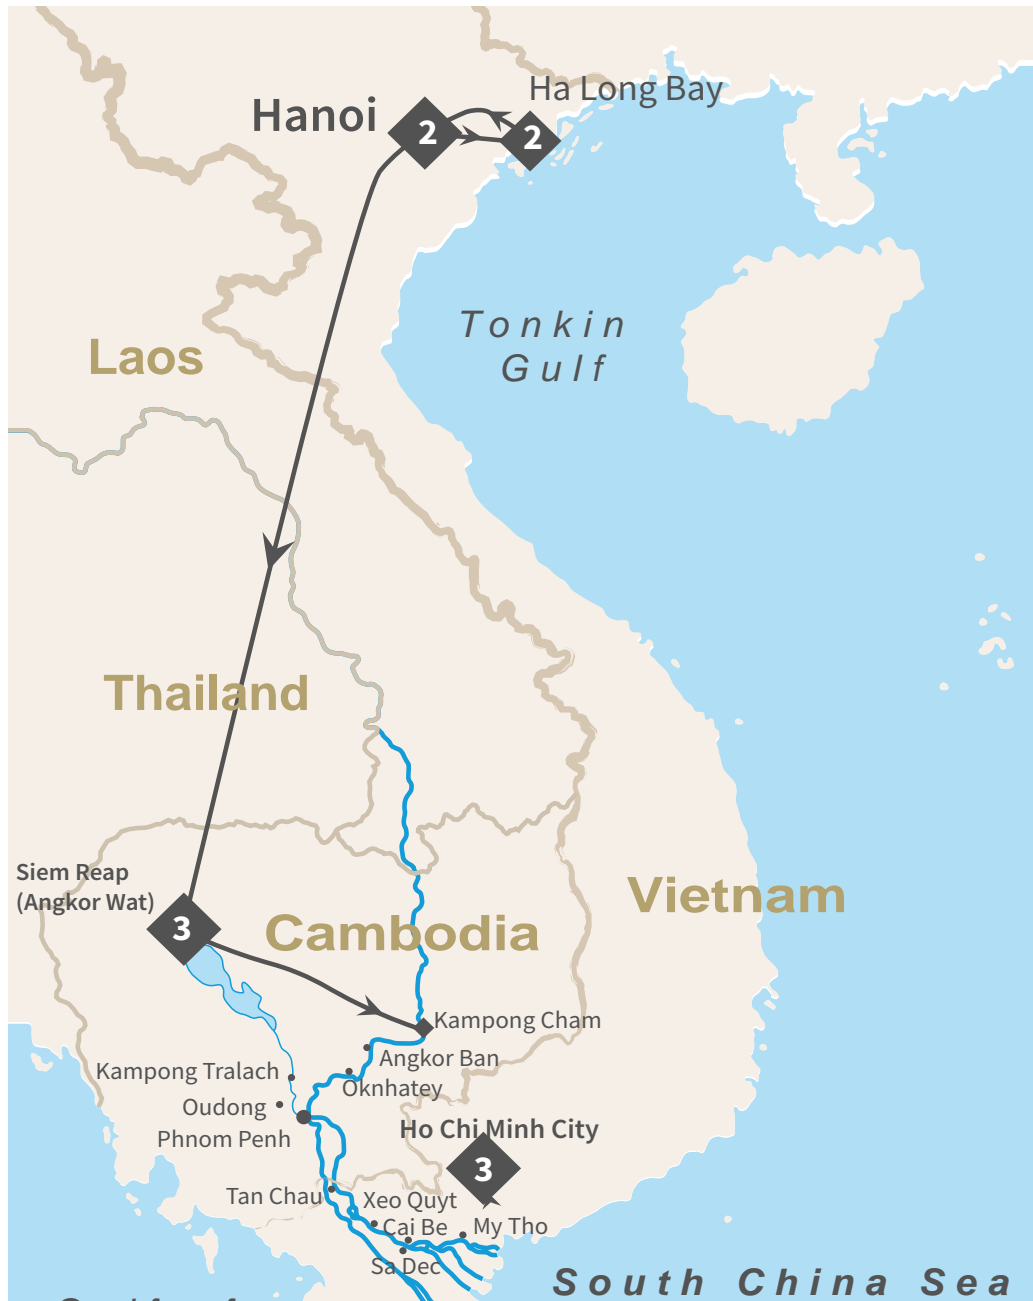 Ha Long Bay
Hanoi
2
2
Tonkin
Gulf
Laos
Thailand
Siem Reap
(Angkor Wat)
3
Vietnam
Cambodia
Kampong Cham
Angkor Ban
Kampong Tralach
Oknhatey
Oudong
Phnom Penh
Ho Chi Minh City
3
Tan Chau
Xeo Quyt
Cai Be
My Tho
Sa Dec
South China Sea